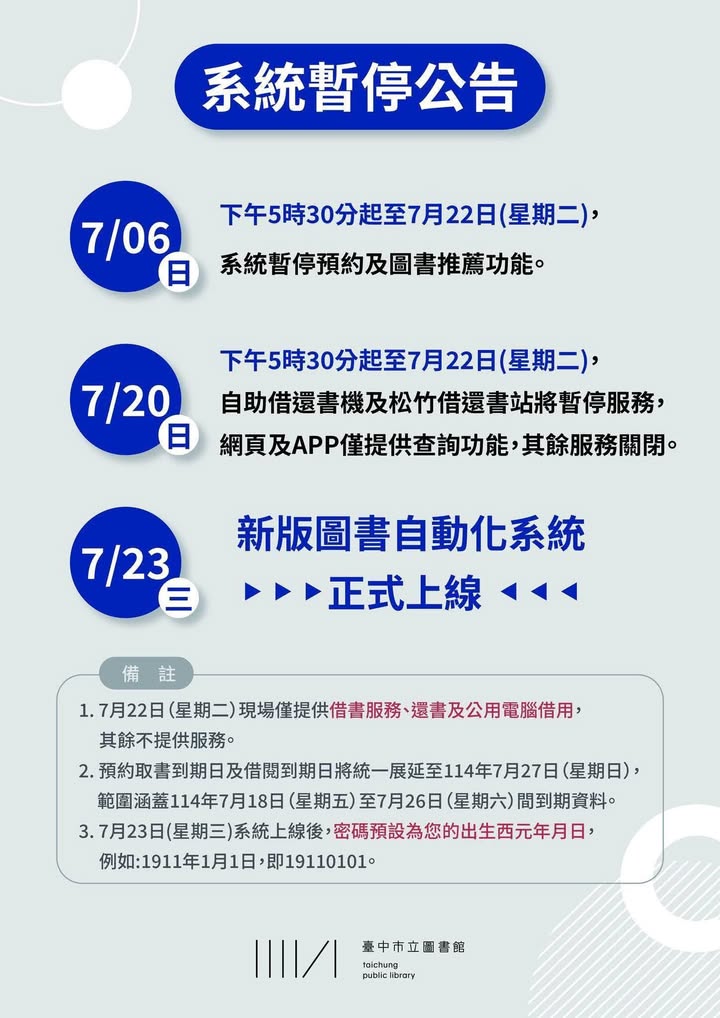 系統暫停公告
7/06
日
下午5時30分起至7月22日(星期二),
系統暫停預約及圖書推薦功能。
7/20
日
下午5時30分起至7月22日(星期二),
自助借還書機及松竹借還書站將暫停服務,
網頁及APP僅提供查詢功能,其餘服務關閉。
7/23
三
新版圖書自動化系統
▶ ▶ ▶正式上線 ◀ ◀ ◀
備 註
1. 7月22日(星期二)現場僅提供借書服務、還書及公用電腦借用,
其餘不提供服務。
2. 預約取書到期日及借閱到期日將統一展延至114年7月27日(星期日),
範圍涵蓋114年7月18日(星期五)至7月26日(星期六)間到期資料。
3. 7月23日(星期三)系統上線後,密碼預設為您的出生西元年月日,
例如:1911年1月1日,即19110101。
臺中市立圖書館
taichung
public library